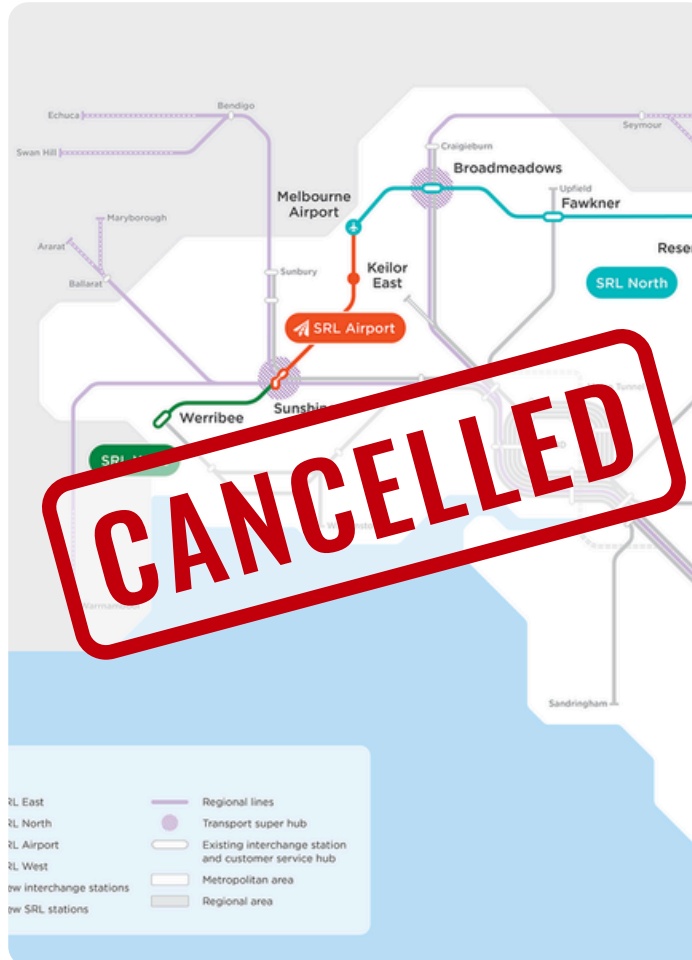 Bendigo
Echuca
Swan Hill
Seymour
Craigieburn
Broadmeadows
Upfield
Fawkner
Melbourne
Airport
Maryborough
Ararat
Ballarat
Sunbury
Keilor
East
Reser
SRL North
SRL Airport
Werribee
Sunshin
SRL
CANCELLED
Sandringham
RL East
RL North
RL Airport
RL West
ew interchange stations
ew SRL stations
Regional lines
Transport super hub
Existing interchange station
and customer service hub
Metropolitan area
Regional area